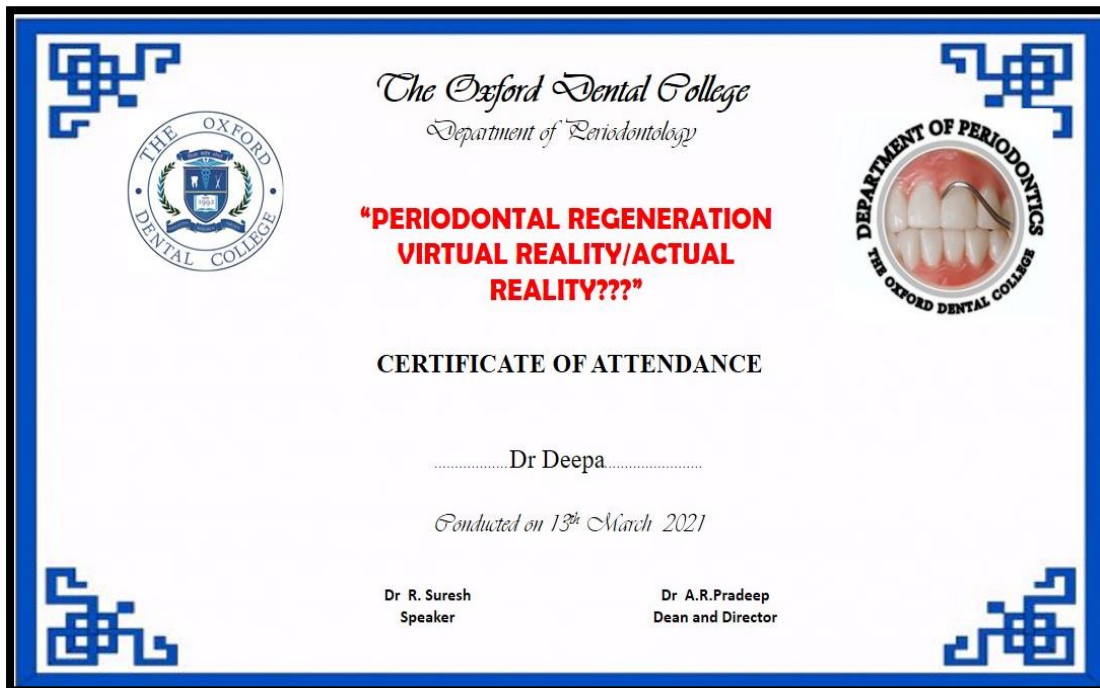 The Oxford Dental College
Department of Periodontology
THE OXFORD DENTAL COLLEGE
1992
DEPARTMENT OF PERIODONTICS
THE OXFORD DENTAL COLLEGE
“PERIODONTAL REGENERATION
VIRTUAL REALITY/ACTUAL
REALITY???”
CERTIFICATE OF ATTENDANCE
...................Dr Deepa.........................
Conducted on 13th March 2021
Dr R. Suresh
Speaker
Dr A.R.Pradeep
Dean and Director